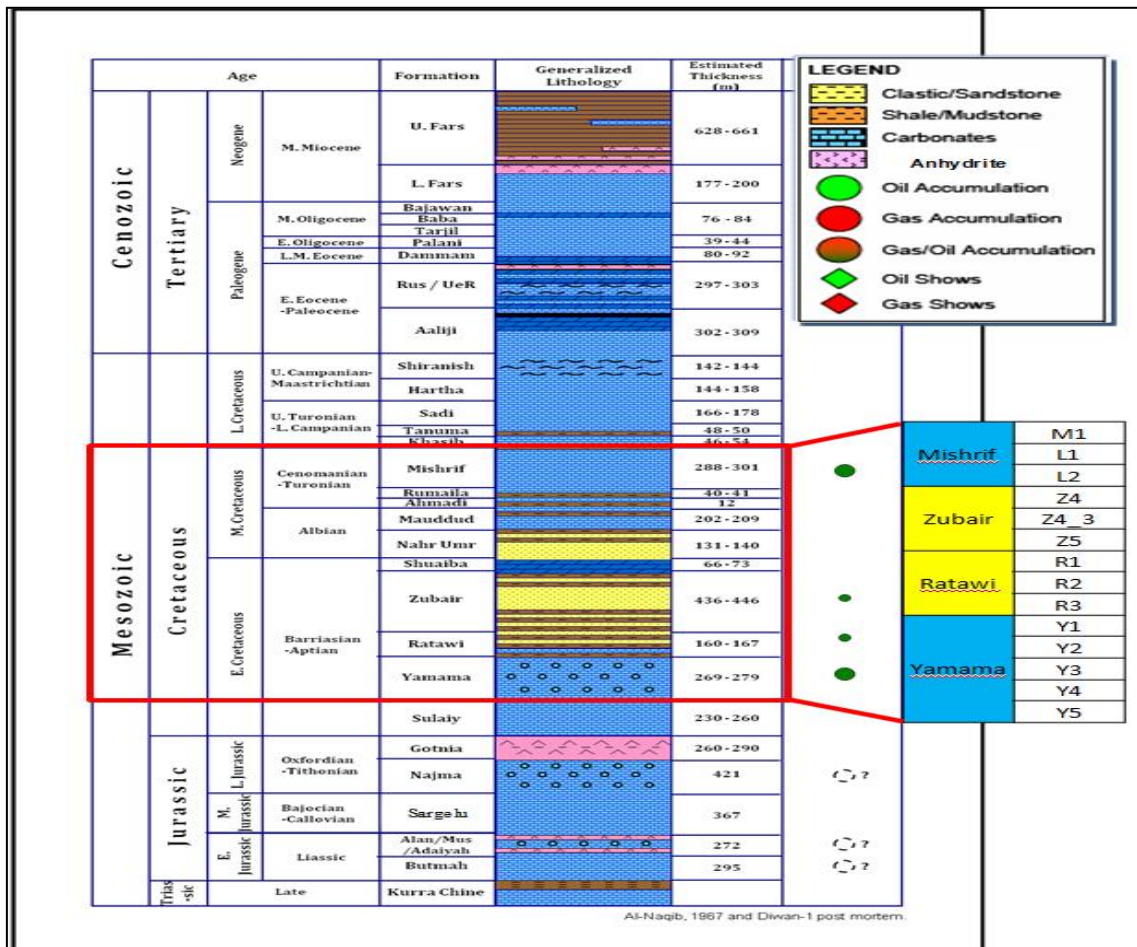 Age
Formation
Generalized
Lithology
Estimated
Thickness
(m)
LEGEND
Clastic/Sandstone
Shale/Mudstone
Carbonates
Anhydrite
Oil Accumulation
Gas Accumulation
Gas/Oil Accumulation
Oil Shows
Gas Shows
Cenozoic
Tertiary
Neogene
M. Miocene
U. Fars
628-661
L. Fars
177-200
Paleogene
M. Oligocene
Bajawan
Baba
Tarjil
76 - 84
E. Oligocene
Palani
39-44
L.M. Eocene
Dammam
80-92
E. Eocene
-Paleocene
Rus / UeR
297-303
Aaliji
302-309
Mesozoic
Cretaceous
L. Cretaceous
U. Campanian-
Maastrichtian
Shiranish
142-144
Hartha
144-158
U. Turonian
-L. Campanian
Sadi
166-178
Tanuma
48-50
Khasib
46-54
M. Cretaceous
Cenomanian
-Turonian
Mishrif
288-301
Rumaila
40-41
Ahmadi
12
Albian
Mauddud
202-209
Nahr Umr
131-140
E. Cretaceous
Barriasian
-Aptian
Shuaiba
66-73
Zubair
436-446
Ratawi
160-167
Yamama
269-279
Sulaiy
230-260
Jurassic
L. Jurassic
Oxfordian
-Tithonian
Gotnia
260-290
Najma
421
?
M.
Jurassic
Bajocian
-Callovian
Sargelu
367
E.
Jurassic
Liassic
Alan/Mus
/Adaiyah
272
?
Butmah
295
?
Trias
-sic
Late
Kurra Chine
Mishrif
M1
L1
L2
Zubair
Z4
Z4_3
Z5
Ratawi
R1
R2
R3
Yamama
Y1
Y2
Y3
Y4
Y5
Al-Naqib, 1967 and Diwan-1 post mortem.